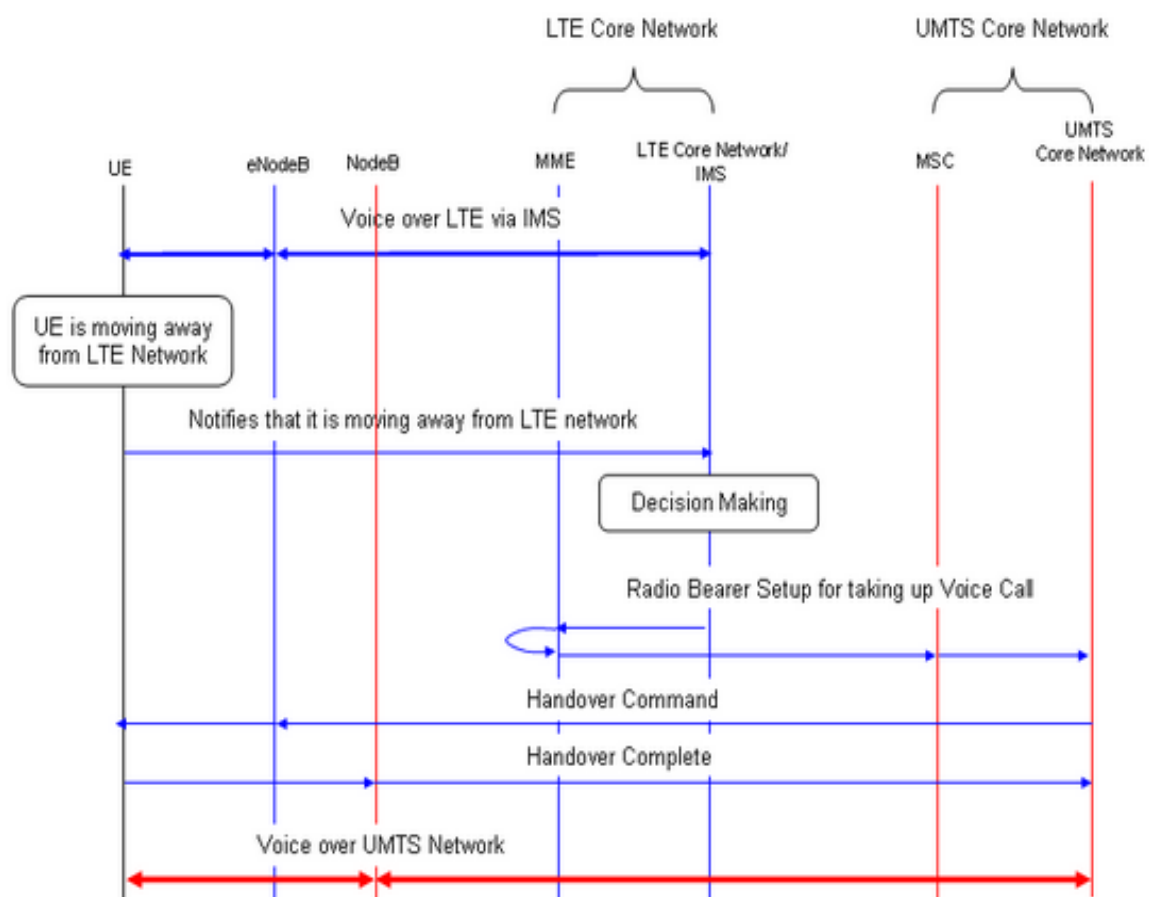 LTE Core Network
UMTS Core Network
UE
eNodeB
NodeB
MME
LTE Core Network/
IMS
MSC
UMTS
Core Network
Voice over LTE via IMS
UE is moving away
from LTE Network
Notifies that it is moving away from LTE network
Decision Making
Radio Bearer Setup for taking up Voice Call
Handover Command
Handover Complete
Voice over UMTS Network